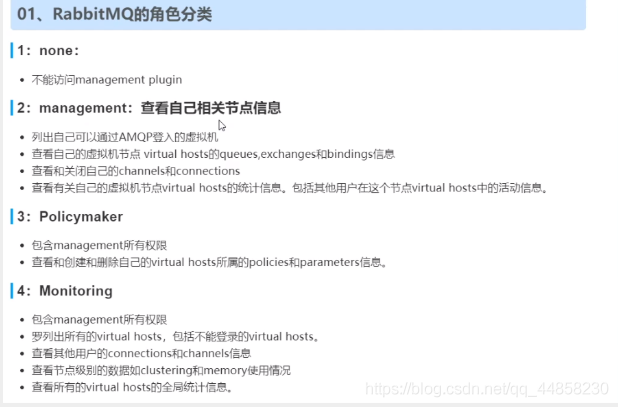 01、RabbitMQ的角色分类
1：none：
不能访问management plugin
2：management：查看自己相关节点信息
列出自己可以通过AMQP登入的虚拟机
查看自己的虚拟机节点 virtual hosts的queues,exchanges和bindings信息
查看和关闭自己的channels和connections
查看有关自己的虚拟机节点virtual hosts的统计信息。包括其他用户在这个节点virtual hosts中的活动信息。
3：Policymaker
包含management所有权限
查看和创建和删除自己的virtual hosts所属的policies和parameters信息。
4：Monitoring
包含management所有权限
罗列出所有的virtual hosts，包括不能登录的virtual hosts。
查看其他用户的connections和channels信息
查看节点级别的数据如clustering和memory使用情况
查看所有的virtual hosts的全局统计信息。
https://blog.csdn.net/qq_44858230